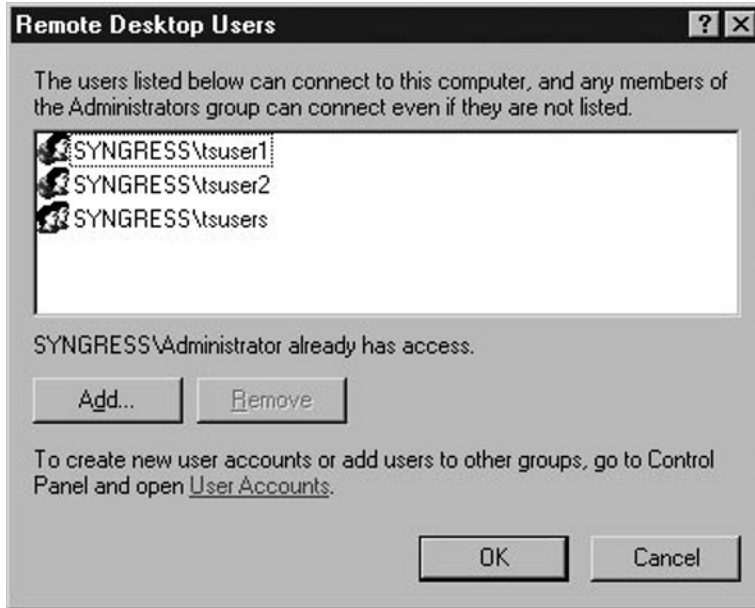 Remote Desktop Users
The users listed below can connect to this computer, and any members of
the Administrators group can connect even if they are not listed.
SYNGRESS\tsuser1
SYNGRESS\tsuser2
SYNGRESS\tsusers
SYNGRESS\Administrator already has access.
Add... Remove
To create new user accounts or add users to other groups, go to Control
Panel and open User Accounts.
OK Cancel